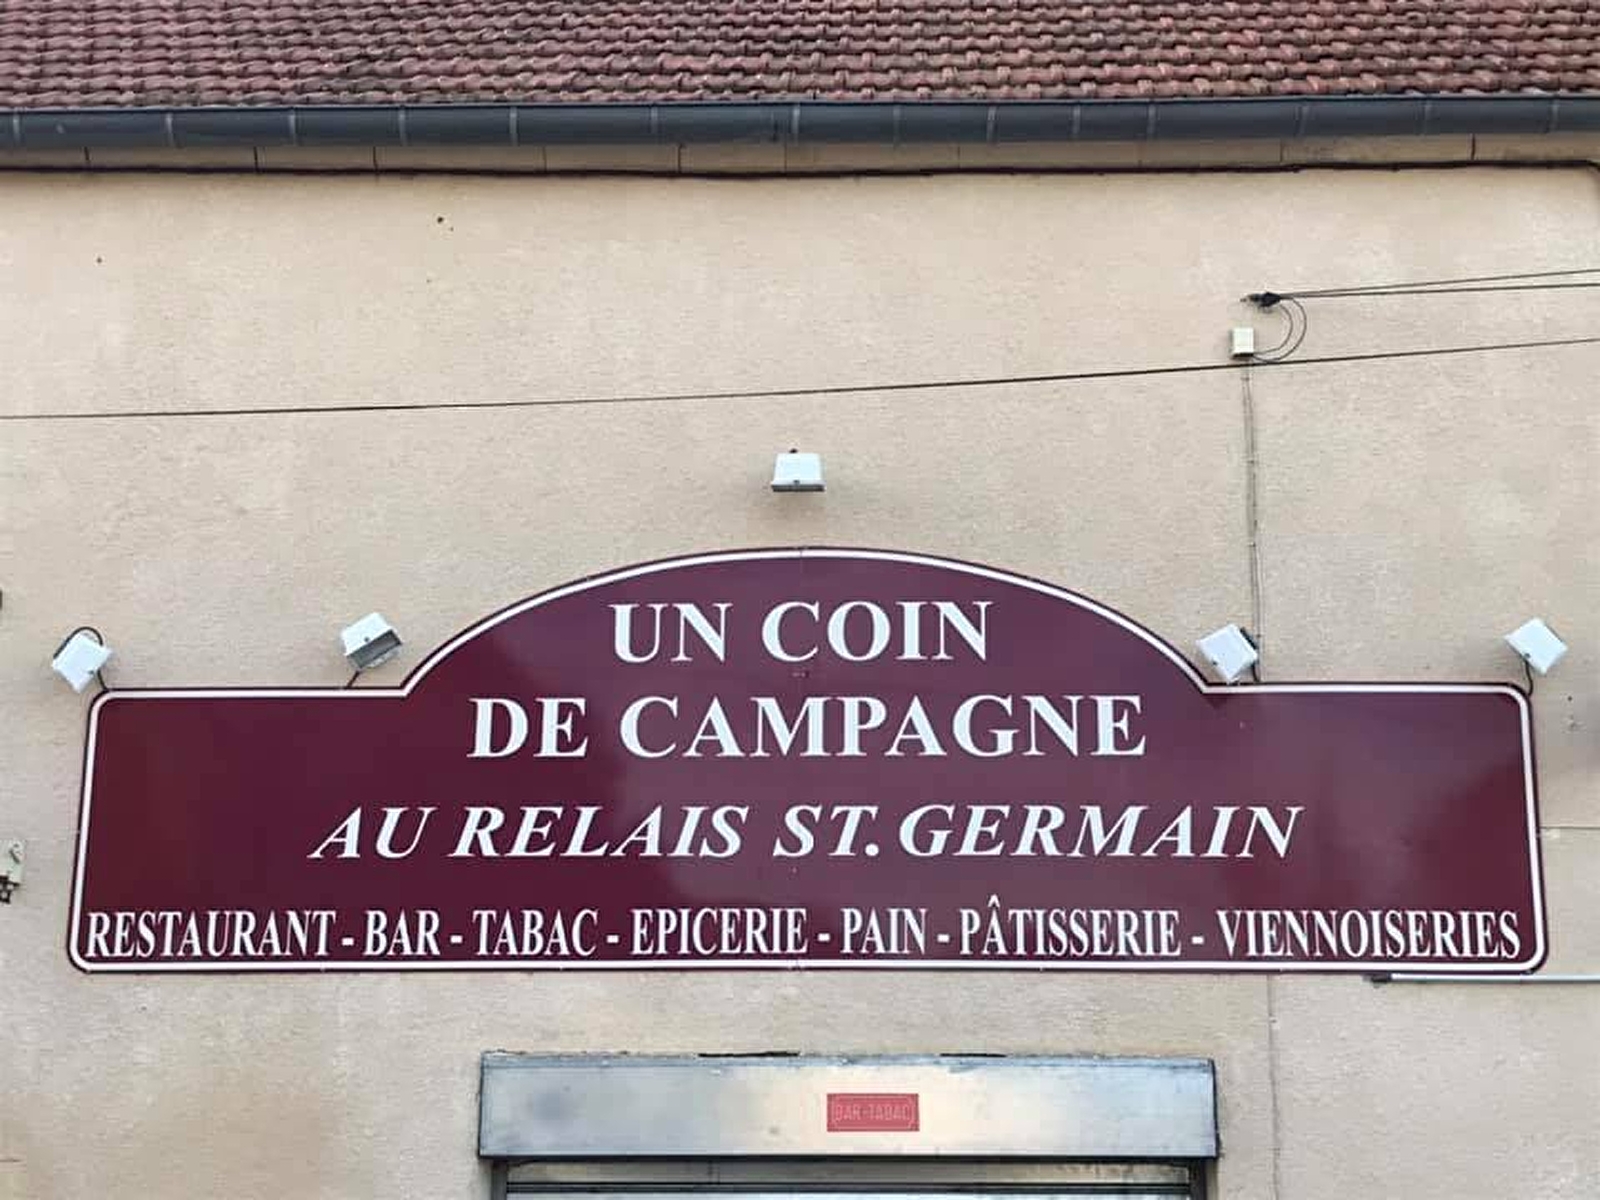 UN COIN
DE CAMPAGNE
AU RELAIS ST. GERMAIN
RESTAURANT - BAR - TABAC - EPICERIE - PAIN - PÂTISSERIE - VIENNOISERIES
BAR-TABAC